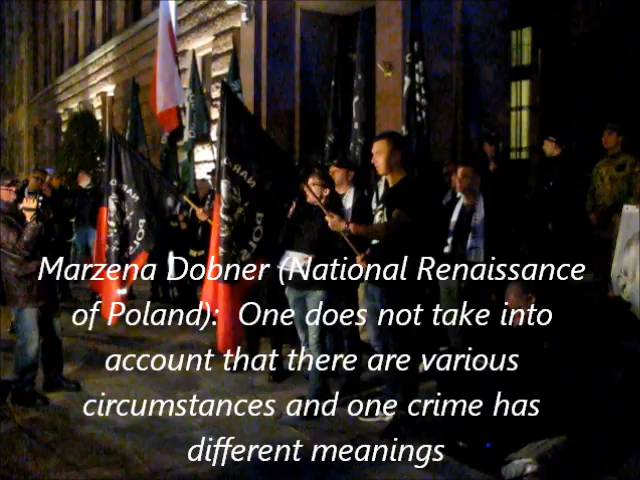 Marzena Dobner (National Renaissance
of Poland):  One does not take into
account that there are various
circumstances and one crime has
different meanings